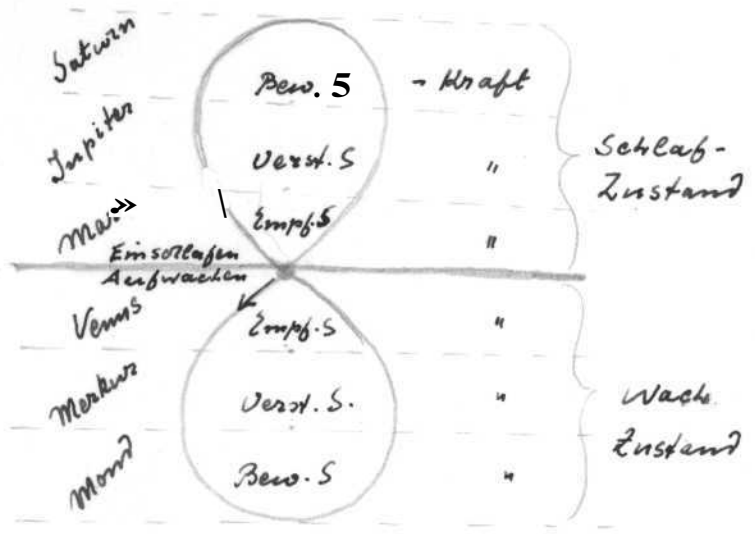 Saturn Bew. 5 - Kraft
Jupiter Verst. S "
Schlaf-
Zustand
Mar» Empf. S "
Einschlafen
Aufwachen
Venus Empf. S "
Merkur Verst. S. "
Wach.
Zustand
Mond Bew. S "